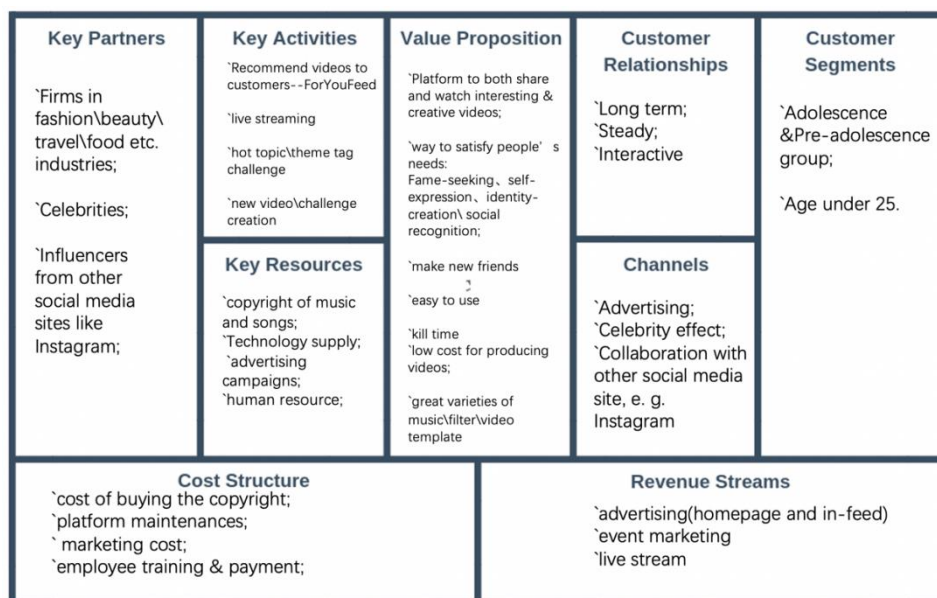 Key Partners
`Firms in
fashion\beauty\
travel\food etc.
industries;
`Celebrities;
`Influencers
from other
social media
sites like
Instagram;
Key Activities
`Recommend videos to
customers--ForYouFeed
`live streaming
`hot topic\theme tag
challenge
`new video\challenge
creation
Key Resources
`copyright of music
and songs;
`Technology supply;
`advertising
campaigns;
`human resource;
Value Proposition
`Platform to both share
and watch interesting &
creative videos;
`way to satisfy people’s
needs:
Fame-seeking、self-
expression、identity-
creation\ social
recognition;
`make new friends
`easy to use
`kill time
`low cost for producing
videos;
`great varieties of
music\filter\video
template
Customer
Relationships
`Long term;
`Steady;
`Interactive
Channels
`Advertising;
`Celebrity effect;
`Collaboration with
other social media
site, e. g.
Instagram
Customer
Segments
`Adolescence
&Pre-adolescence
group;
`Age under 25.
Cost Structure
`cost of buying the copyright;
`platform maintenances;
` marketing cost;
`employee training & payment;
Revenue Streams
`advertising(homepage and in-feed)
`event marketing
`live stream